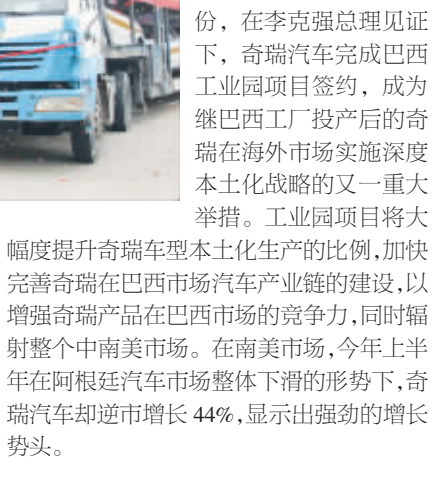 份，在李克强总理见证
下，奇瑞汽车完成巴西
工业园项目签约，成为
继巴西工厂投产后的奇
瑞在海外市场实施深度
本土化战略的又一重大
举措。工业园项目将大
幅度提升奇瑞车型本土化生产的比例,加快
完善奇瑞在巴西市场汽车产业链的建设,以
增强奇瑞产品在巴西市场的竞争力,同时辐
射整个中南美市场。在南美市场,今年上半
年在阿根廷汽车市场整体下滑的形势下,奇
瑞汽车却逆市增长 44%,显示出强劲的增长
势头。